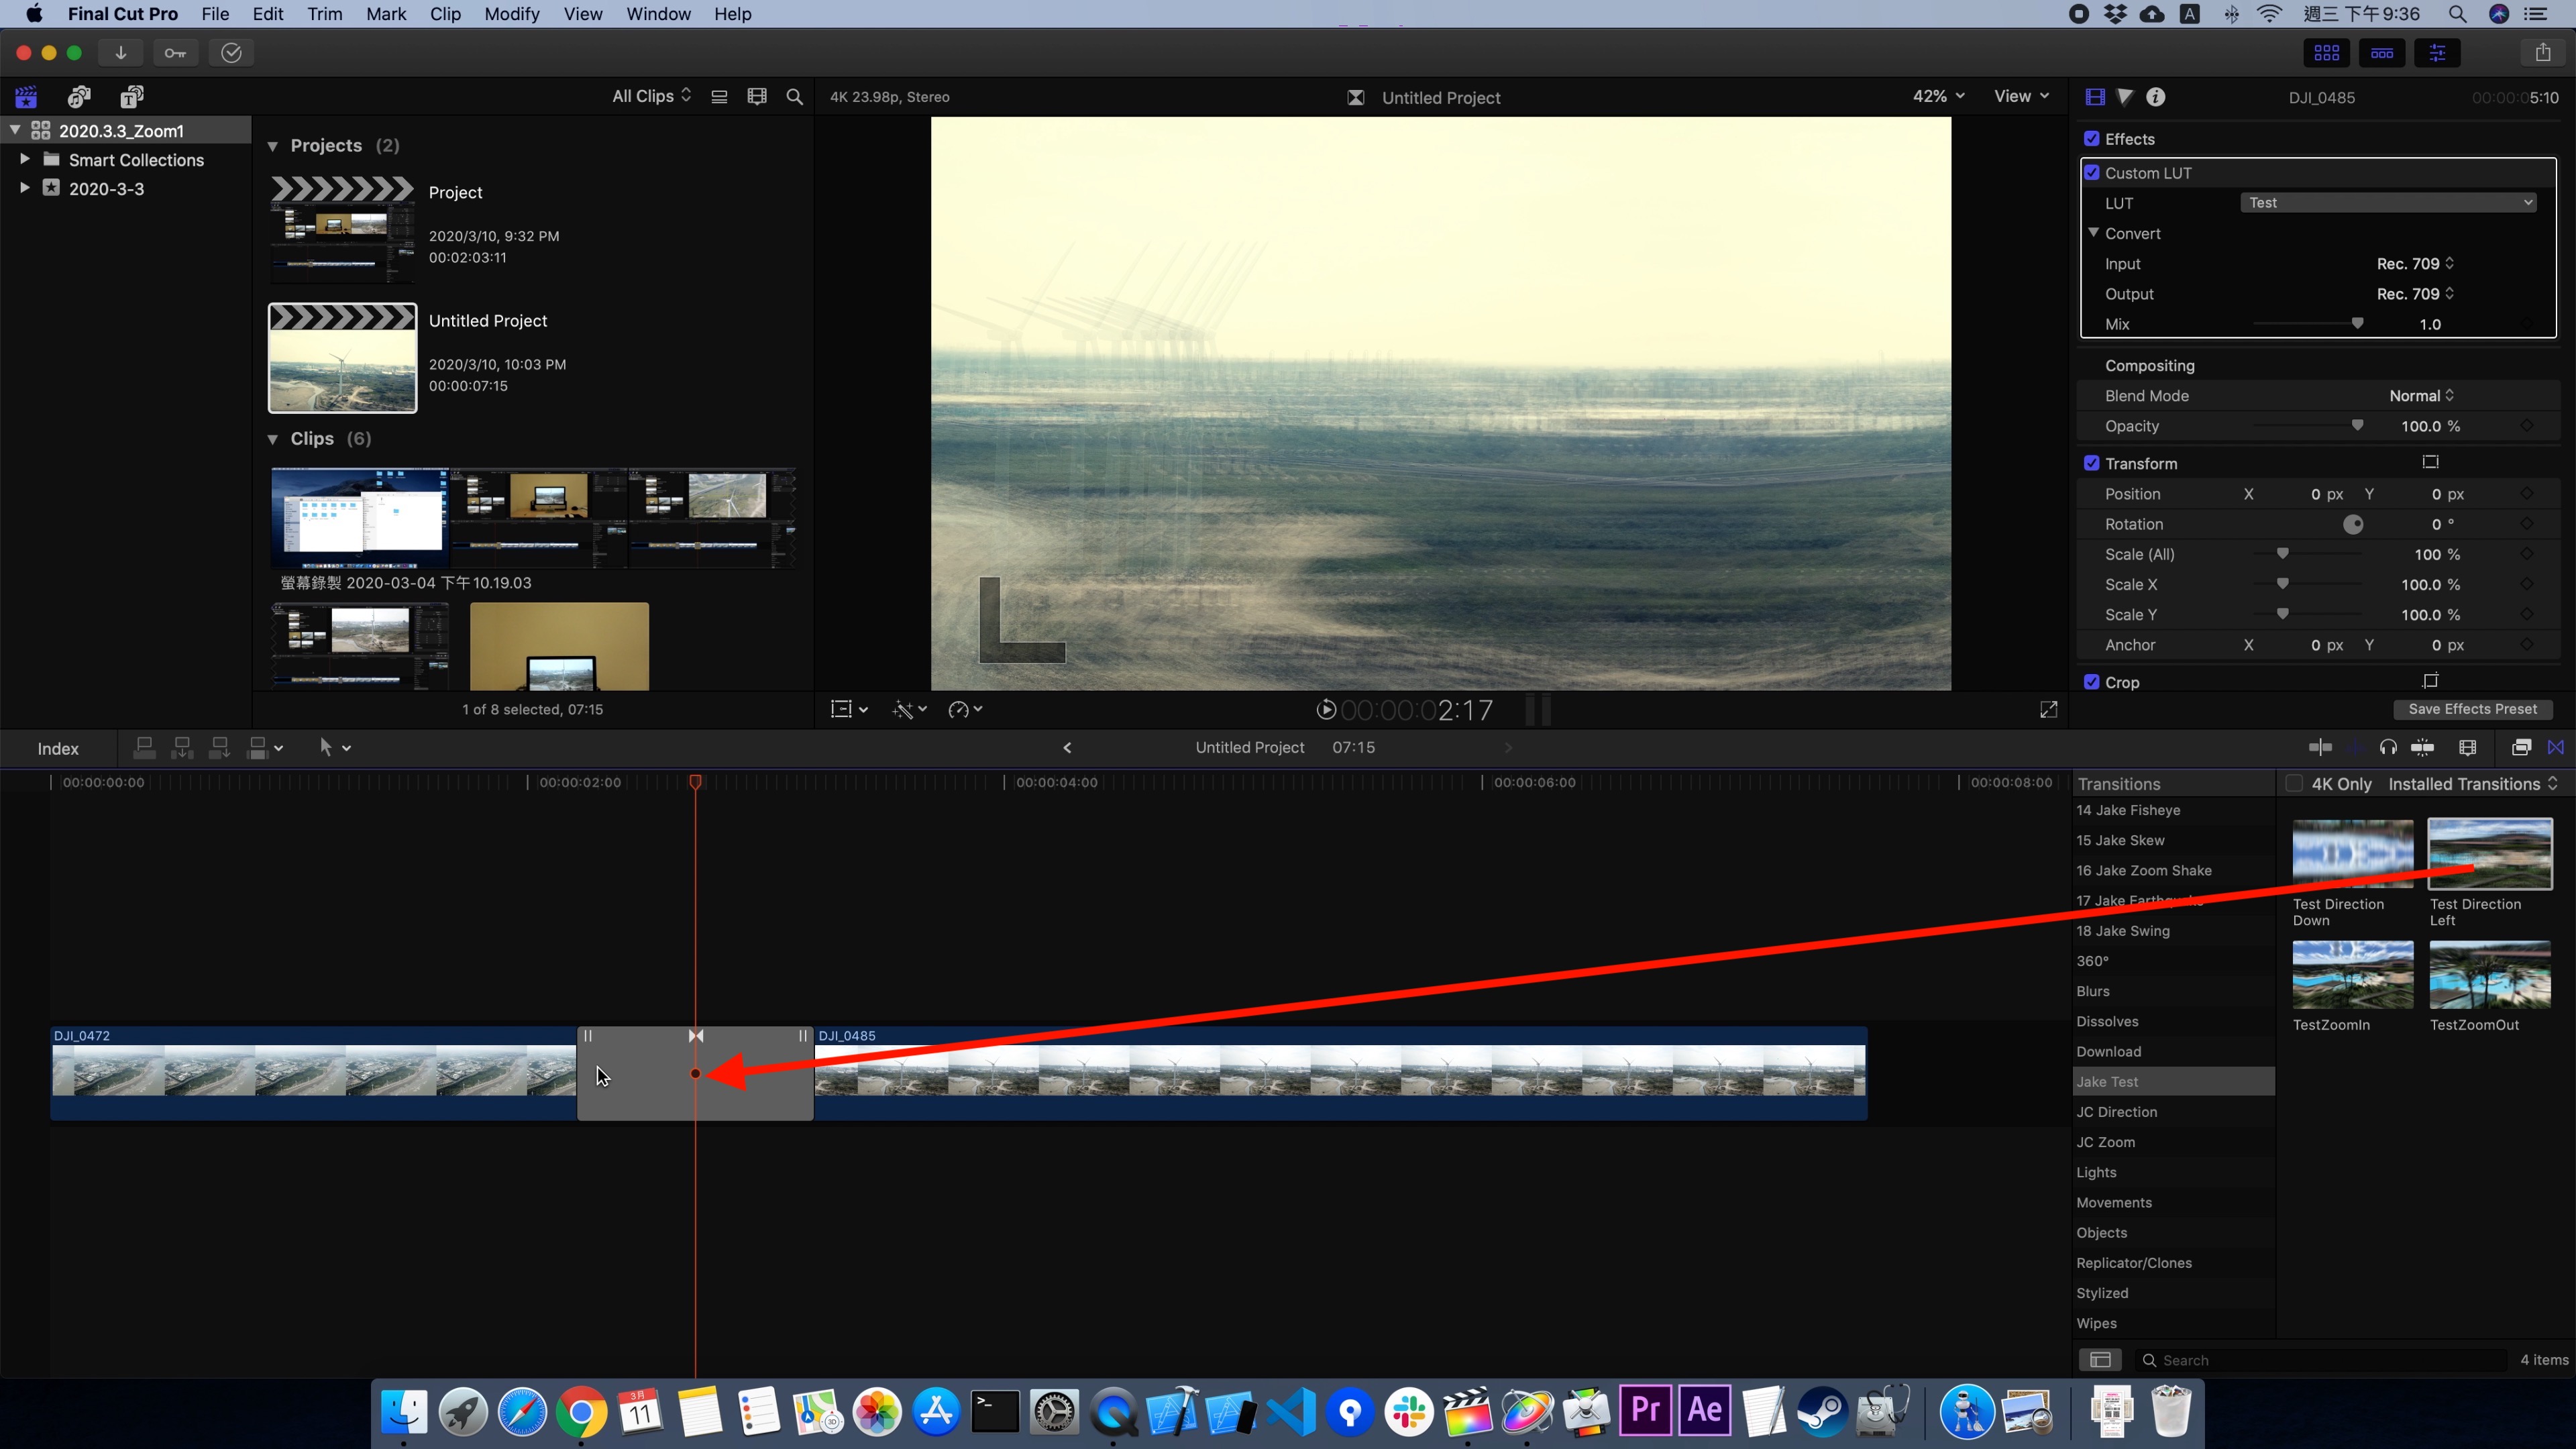 Final Cut Pro File Edit Trim Mark Clip Modify View Window Help
A 週三 下午9:36
All Clips
4K 23.98p, Stereo
Untitled Project
42% View
DJI_0485 00:00:05:10
2020.3.3_Zoom1
Smart Collections
2020-3-3
Projects (2)
Project
2020/3/10, 9:32 PM
00:02:03:11
Untitled Project
2020/3/10, 10:03 PM
00:00:07:15
Clips (6)
螢幕錄製 2020-03-04 下午10.19.03
1 of 8 selected, 07:15
00:00:02:17
Effects
Custom LUT
LUT Test
Convert
Input Rec. 709
Output Rec. 709
Mix 1.0
Compositing
Blend Mode Normal
Opacity 100.0 %
Transform
Position X 0 px Y 0 px
Rotation 0 °
Scale (All) 100 %
Scale X 100.0 %
Scale Y 100.0 %
Anchor X 0 px Y 0 px
Crop
Save Effects Preset
Index
Untitled Project 07:15
00:00:00:00 00:00:02:00 00:00:04:00 00:00:06:00 00:00:08:00
DJI_0472
DJI_0485
Transitions
4K Only Installed Transitions
14 Jake Fisheye
15 Jake Skew
16 Jake Zoom Shake
17 Jake Earthquake
18 Jake Swing
360°
Blurs
Dissolves
Download
Jake Test
JC Direction
JC Zoom
Lights
Movements
Objects
Replicator/Clones
Stylized
Wipes
Test Direction Down
Test Direction Left
TestZoomIn
TestZoomOut
Search
4 items
3月
11
3D
Pr
Ae